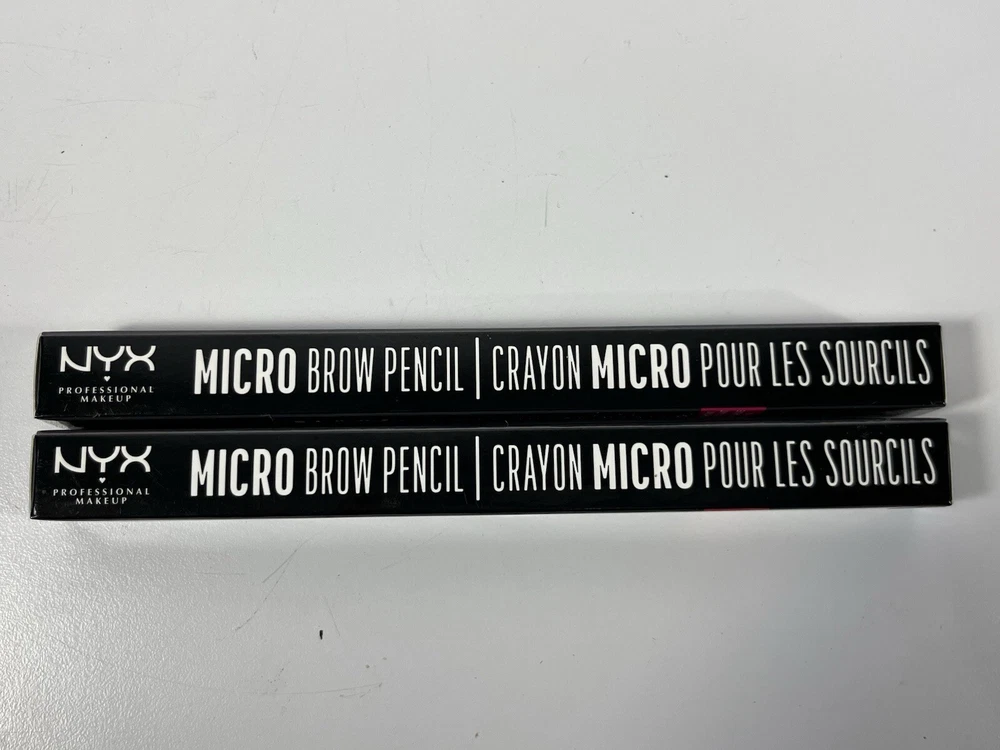 NYX
PROFESSIONAL
MAKEUP
MICRO BROW PENCIL | CRAYON MICRO POUR LES SOURCILS
NYX
PROFESSIONAL
MAKEUP
MICRO BROW PENCIL | CRAYON MICRO POUR LES SOURCILS